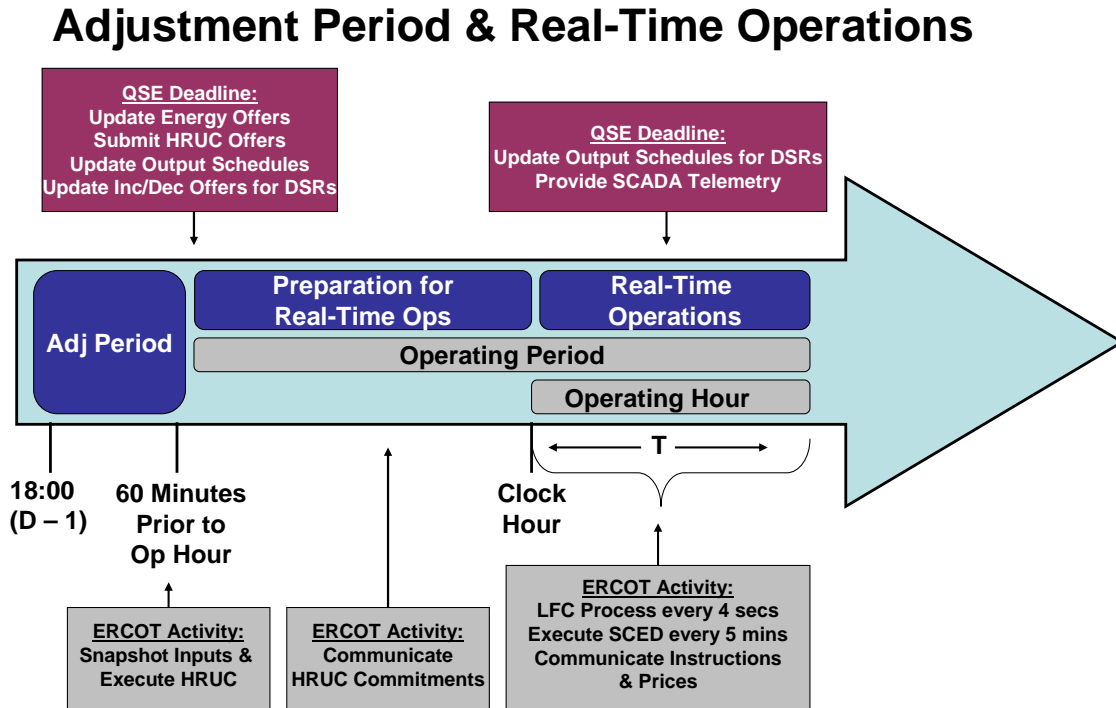 Adjustment Period & Real-Time Operations
QSE Deadline:
Update Energy Offers
Submit HRUC Offers
Update Output Schedules
Update Inc/Dec Offers for DSRs
QSE Deadline:
Update Output Schedules for DSRs
Provide SCADA Telemetry
Adj Period
Preparation for
Real-Time Ops
Real-Time
Operations
Operating Period
Operating Hour
T
18:00
(D – 1)
60 Minutes
Prior to
Op Hour
Clock
Hour
ERCOT Activity:
Snapshot Inputs &
Execute HRUC
ERCOT Activity:
Communicate
HRUC Commitments
ERCOT Activity:
LFC Process every 4 secs
Execute SCED every 5 mins
Communicate Instructions
& Prices